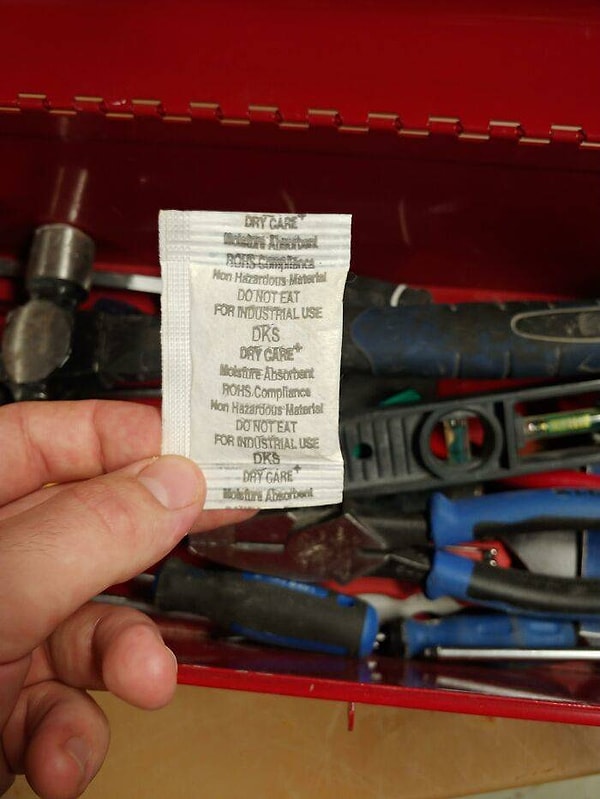 DRY CARE+
Moisture Absorbent
ROHS Compliance
Non Hazardous Material
DO NOT EAT
FOR INDUSTRIAL USE
DKS
DRY CARE+
Moisture Absorbent
ROHS Compliance
Non Hazardous Material
DO NOT EAT
FOR INDUSTRIAL USE
DKS
DRY CARE+
Moisture Absorbent